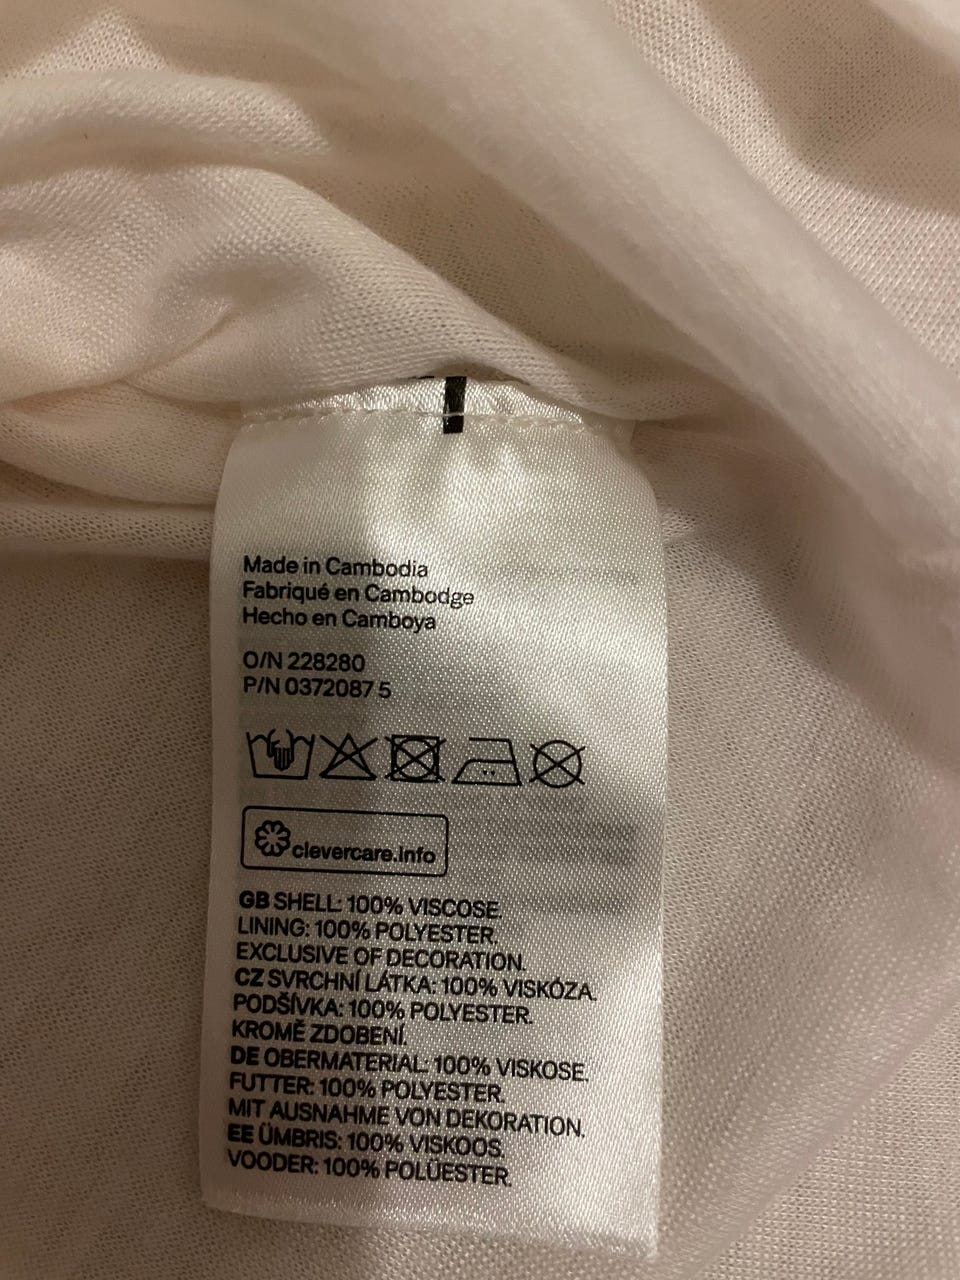 Made in Cambodia
Fabriqué en Cambodge
Hecho en Camboya
O/N 228280
P/N 0372087 5
clevercare.info
GB SHELL: 100% VISCOSE.
LINING: 100% POLYESTER.
EXCLUSIVE OF DECORATION.
CZ SVRCHNÍ LÁTKA: 100% VISKÓZA.
PODŠÍVKA: 100% POLYESTER.
KROMĚ ZDOBENÍ.
DE OBERMATERIAL: 100% VISKOSE.
FUTTER: 100% POLYESTER.
MIT AUSNAHME VON DEKORATION.
EE ÜMBRIS: 100% VISKOOS.
VOODER: 100% POLÜESTER.